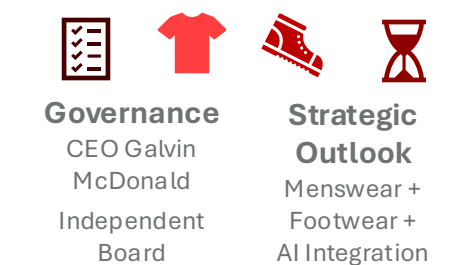 Governance
CEO Galvin
McDonald
Independent
Board
Strategic
Outlook
Menswear +
Footwear +
AI Integration